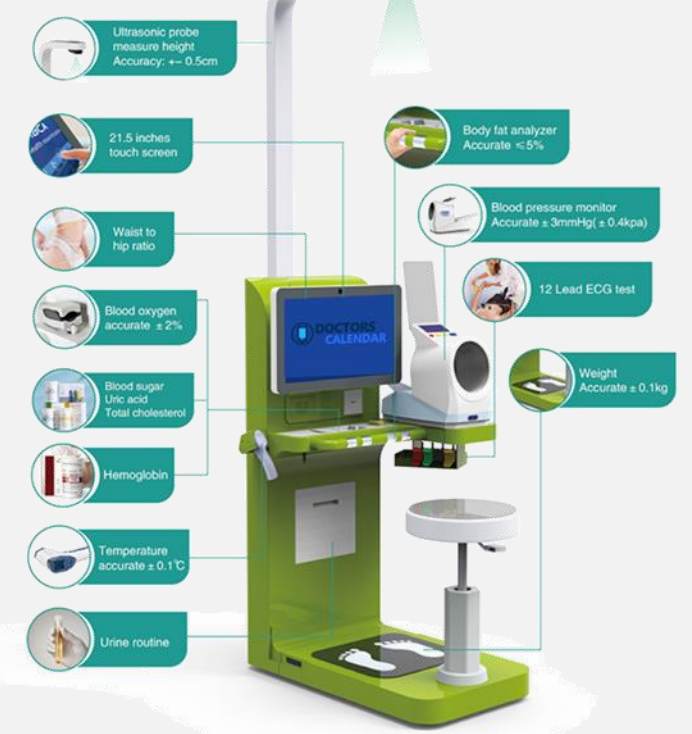 Ultrasonic probe
measure height
Accuracy: +− 0.5cm
21.5 inches
touch screen
Waist to
hip ratio
Blood oxygen
accurate ±2%
Blood sugar
Uric acid
Total cholesterol
Hemoglobin
Temperature
accurate ± 0.1℃
Urine routine
Body fat analyzer
Accurate ≤5%
Blood pressure monitor
Accurate ± 3mmHg( ± 0.4kpa)
12 Lead ECG test
Weight
Accurate ± 0.1kg
DOCTORS
CALENDAR